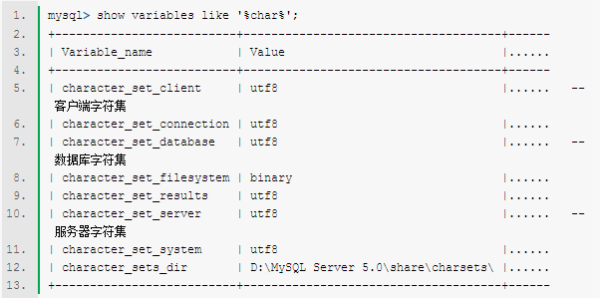 1. mysql> show variables like '%char%';
2. +--------------------------+---------------------------------+------
3. | Variable_name | Value |......
4. +--------------------------+---------------------------------+------
5. | character_set_client | utf8 |...... --
客户端字符集
6. | character_set_connection | utf8 |......
7. | character_set_database | utf8 |...... --
数据库字符集
8. | character_set_filesystem | binary |......
9. | character_set_results | utf8 |......
10. | character_set_server | utf8 |...... --
服务器字符集
11. | character_set_system | utf8 |......
12. | character_sets_dir | D:\MySQL Server 5.0\share\charsets\ |......
13. +--------------------------+---------------------------------+------